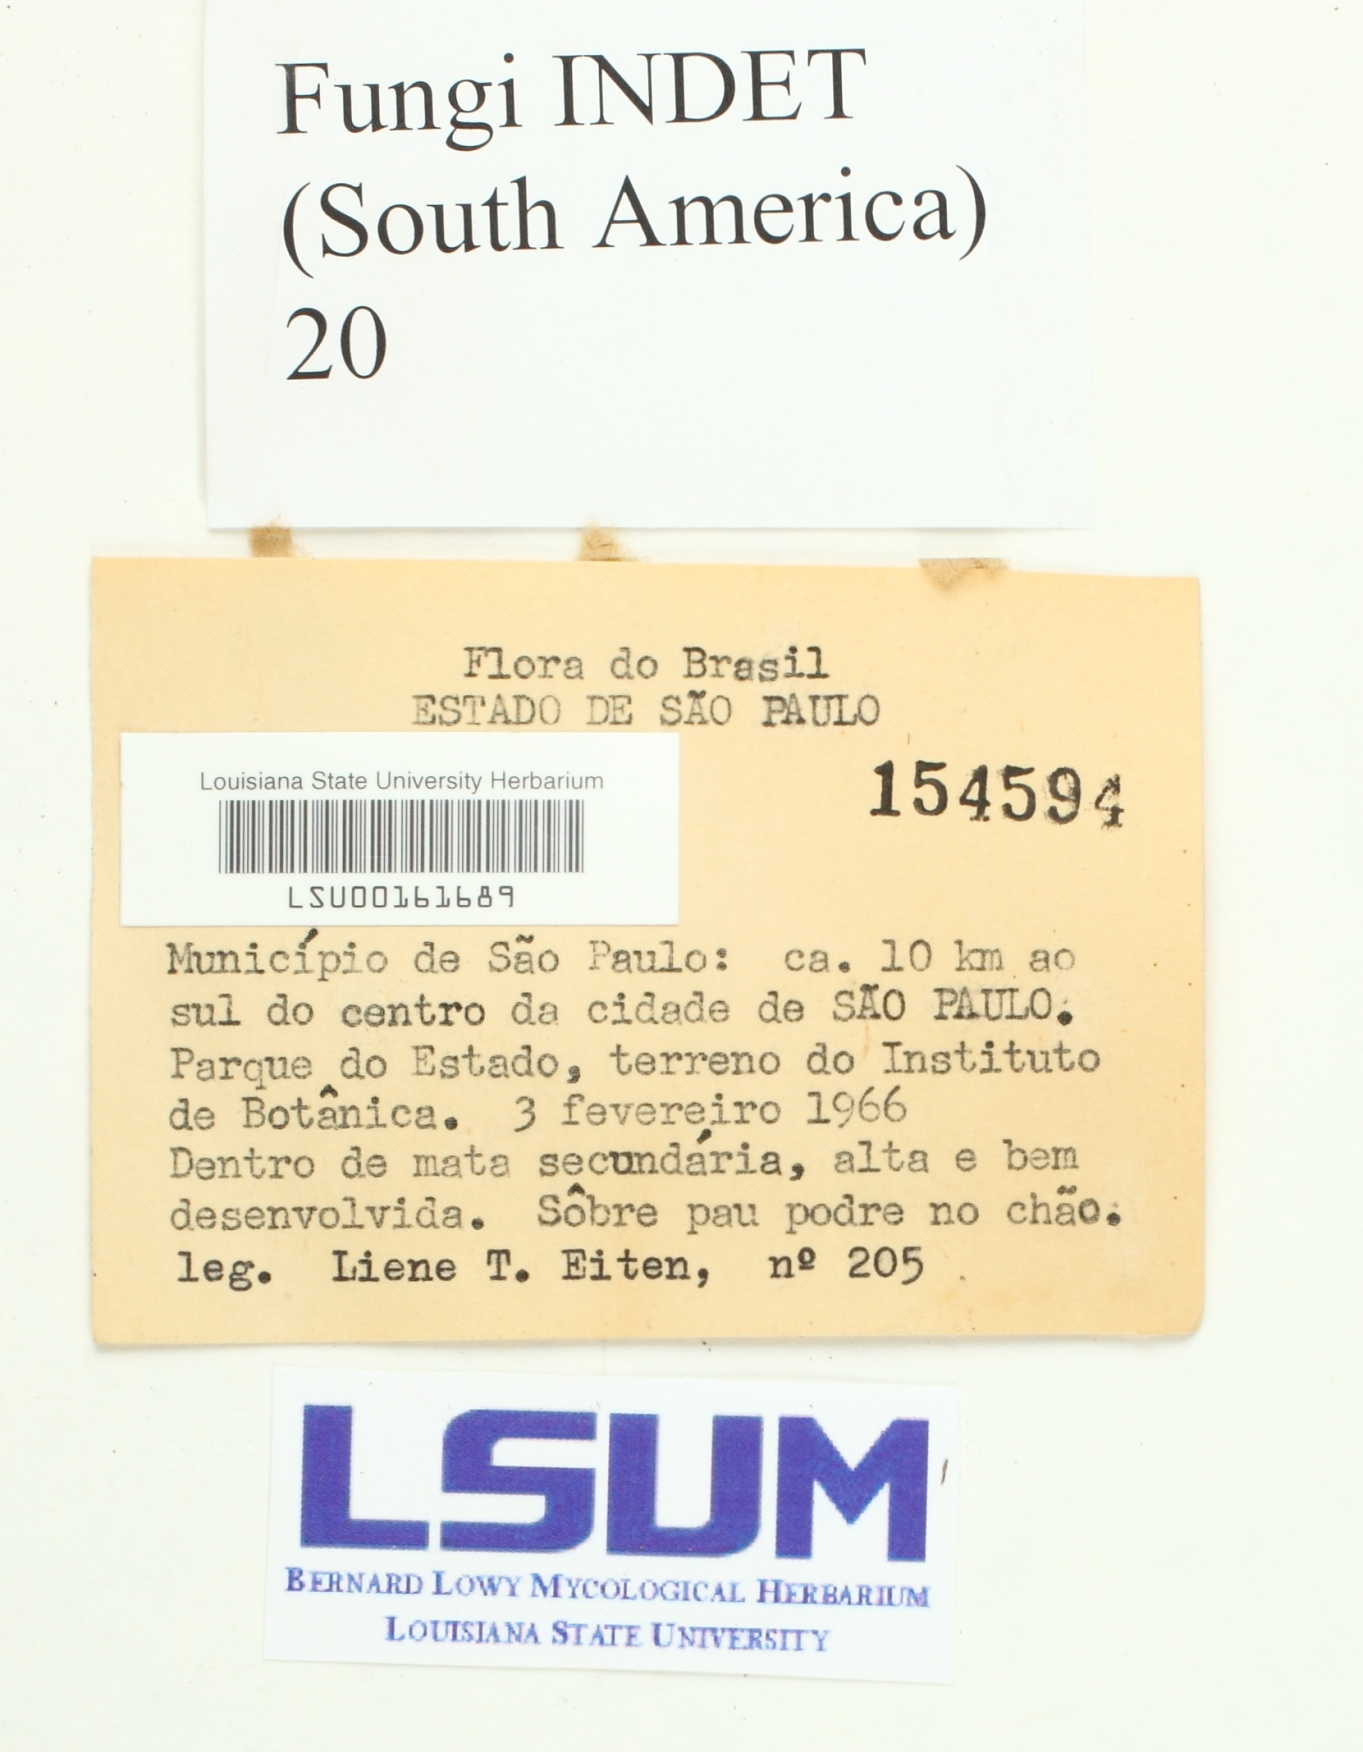 Fungi INDET
(South America)
20
Flora do Brasil
ESTADO DE SÃO PAULO
154594
Louisiana State University Herbarium
LSU00161689
Município de São Paulo: ca. 10 km ao
sul do centro da cidade de SÃO PAULO.
Parque do Estado, terreno do Instituto
de Botânica. 3 fevereiro 1966
Dentro de mata secundária, alta e bem
desenvolvida. Sôbre pau podre no chão.
leg. Liene T. Eiten, nº 205
LSUM
BERNARD LOWY MYCOLOGICAL HERBARIUM
LOUISIANA STATE UNIVERSITY